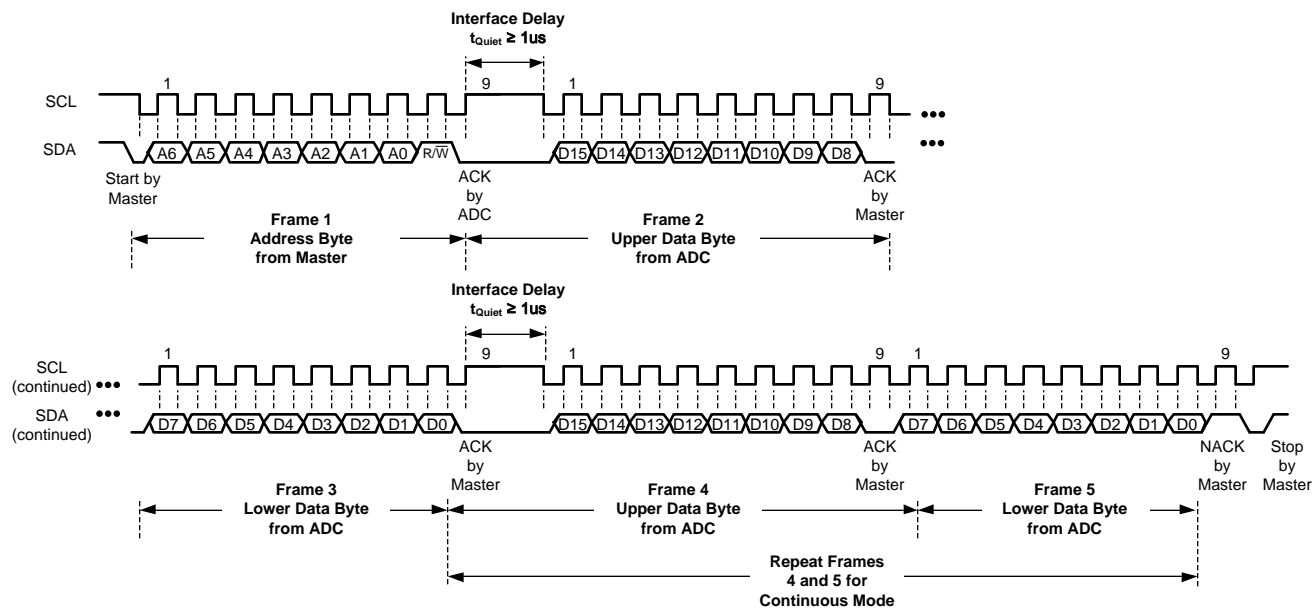 Interface Delay
tQuiet ≥ 1us
1 9 1 9
SCL
•••
SDA A6 A5 A4 A3 A2 A1 A0 R/W̅ D15 D14 D13 D12 D11 D10 D9 D8
•••
Start by
Master
ACK
by
ADC
ACK
by
Master
Frame 1
Address Byte
from Master
Frame 2
Upper Data Byte
from ADC
Interface Delay
tQuiet ≥ 1us
1 9 1 9 1 9
SCL
(continued) •••
SDA
(continued) •••
D7 D6 D5 D4 D3 D2 D1 D0 D15 D14 D13 D12 D11 D10 D9 D8 D7 D6 D5 D4 D3 D2 D1 D0
ACK
by
Master
ACK
by
Master
NACK
by
Master
Stop
by
Master
Frame 3
Lower Data Byte
from ADC
Frame 4
Upper Data Byte
from ADC
Frame 5
Lower Data Byte
from ADC
Repeat Frames
4 and 5 for
Continuous Mode